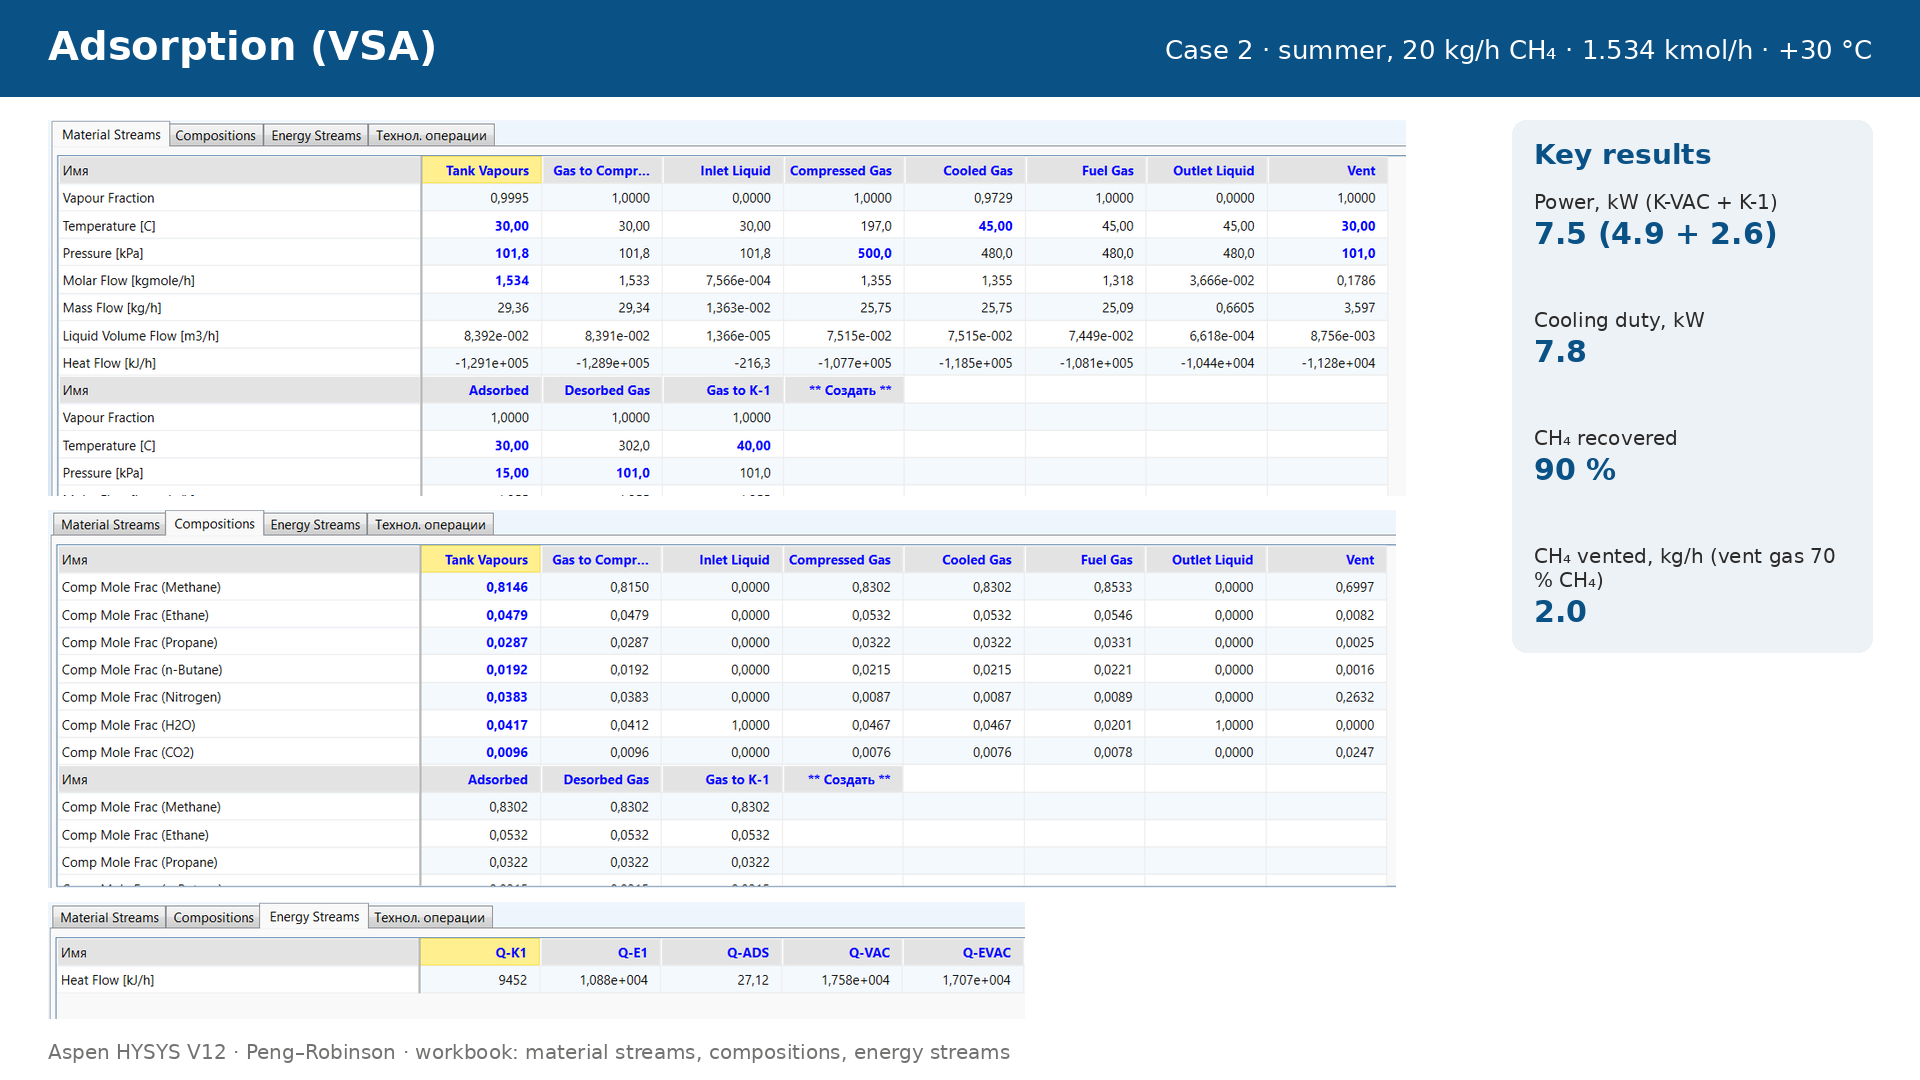 Adsorption (VSA)
Case 2 · summer, 20 kg/h CH₄ · 1.534 kmol/h · +30 °C
Material Streams Compositions Energy Streams Технол. операции
Имя Tank Vapours Gas to Compr... Inlet Liquid Compressed Gas Cooled Gas Fuel Gas Outlet Liquid Vent
Vapour Fraction 0,9995 1,0000 0,0000 1,0000 0,9729 1,0000 0,0000 1,0000
Temperature [C] 30,00 30,00 30,00 197,0 45,00 45,00 45,00 30,00
Pressure [kPa] 101,8 101,8 101,8 500,0 480,0 480,0 480,0 101,0
Molar Flow [kgmole/h] 1,534 1,533 7,566e-004 1,355 1,355 1,318 3,666e-002 0,1786
Mass Flow [kg/h] 29,36 29,34 1,363e-002 25,75 25,75 25,09 0,6605 3,597
Liquid Volume Flow [m3/h] 8,392e-002 8,391e-002 1,366e-005 7,515e-002 7,515e-002 7,449e-002 6,618e-004 8,756e-003
Heat Flow [kJ/h] -1,291e+005 -1,289e+005 -216,3 -1,077e+005 -1,185e+005 -1,081e+005 -1,044e+004 -1,128e+004
Имя Adsorbed Desorbed Gas Gas to K-1 ** Создать **
Vapour Fraction 1,0000 1,0000 1,0000
Temperature [C] 30,00 302,0 40,00
Pressure [kPa] 15,00 101,0 101,0
Material Streams Compositions Energy Streams Технол. операции
Имя Tank Vapours Gas to Compr... Inlet Liquid Compressed Gas Cooled Gas Fuel Gas Outlet Liquid Vent
Comp Mole Frac (Methane) 0,8146 0,8150 0,0000 0,8302 0,8302 0,8533 0,0000 0,6997
Comp Mole Frac (Ethane) 0,0479 0,0479 0,0000 0,0532 0,0532 0,0546 0,0000 0,0082
Comp Mole Frac (Propane) 0,0287 0,0287 0,0000 0,0322 0,0322 0,0331 0,0000 0,0025
Comp Mole Frac (n-Butane) 0,0192 0,0192 0,0000 0,0215 0,0215 0,0221 0,0000 0,0016
Comp Mole Frac (Nitrogen) 0,0383 0,0383 0,0000 0,0087 0,0087 0,0089 0,0000 0,2632
Comp Mole Frac (H2O) 0,0417 0,0412 1,0000 0,0467 0,0467 0,0201 1,0000 0,0000
Comp Mole Frac (CO2) 0,0096 0,0096 0,0000 0,0076 0,0076 0,0078 0,0000 0,0247
Имя Adsorbed Desorbed Gas Gas to K-1 ** Создать **
Comp Mole Frac (Methane) 0,8302 0,8302 0,8302
Comp Mole Frac (Ethane) 0,0532 0,0532 0,0532
Comp Mole Frac (Propane) 0,0322 0,0322 0,0322
Material Streams Compositions Energy Streams Технол. операции
Имя Q-K1 Q-E1 Q-ADS Q-VAC Q-EVAC
Heat Flow [kJ/h] 9452 1,088e+004 27,12 1,758e+004 1,707e+004
Key results
Power, kW (K-VAC + K-1)
7.5 (4.9 + 2.6)
Cooling duty, kW
7.8
CH₄ recovered
90 %
CH₄ vented, kg/h (vent gas 70
% CH₄)
2.0
Aspen HYSYS V12 · Peng–Robinson · workbook: material streams, compositions, energy streams